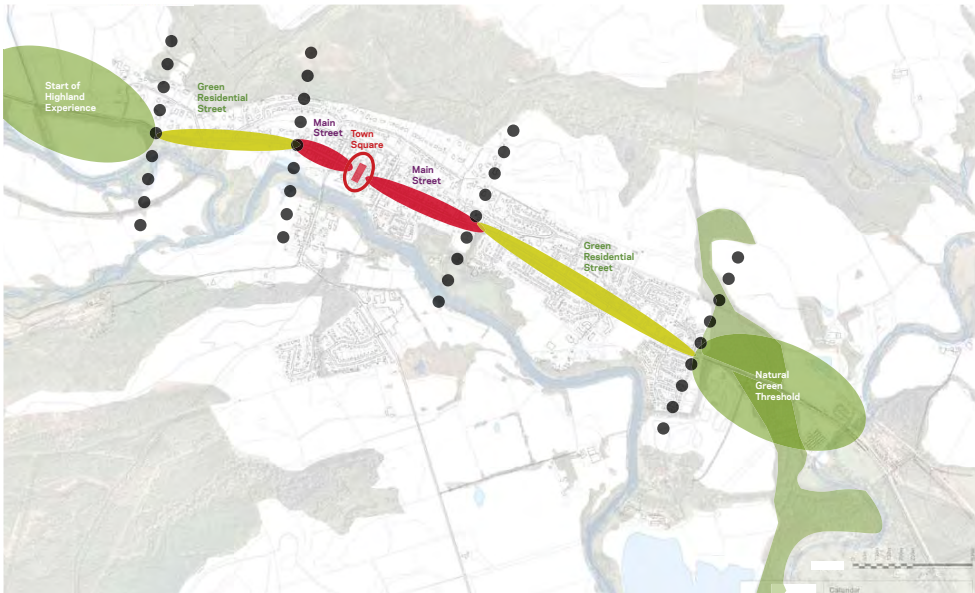 Start of
Highland
Experience
Green
Residential
Street
Main
Street
Town
Square
Main
Street
Green
Residential
Street
Natural
Green
Threshold
Callandar